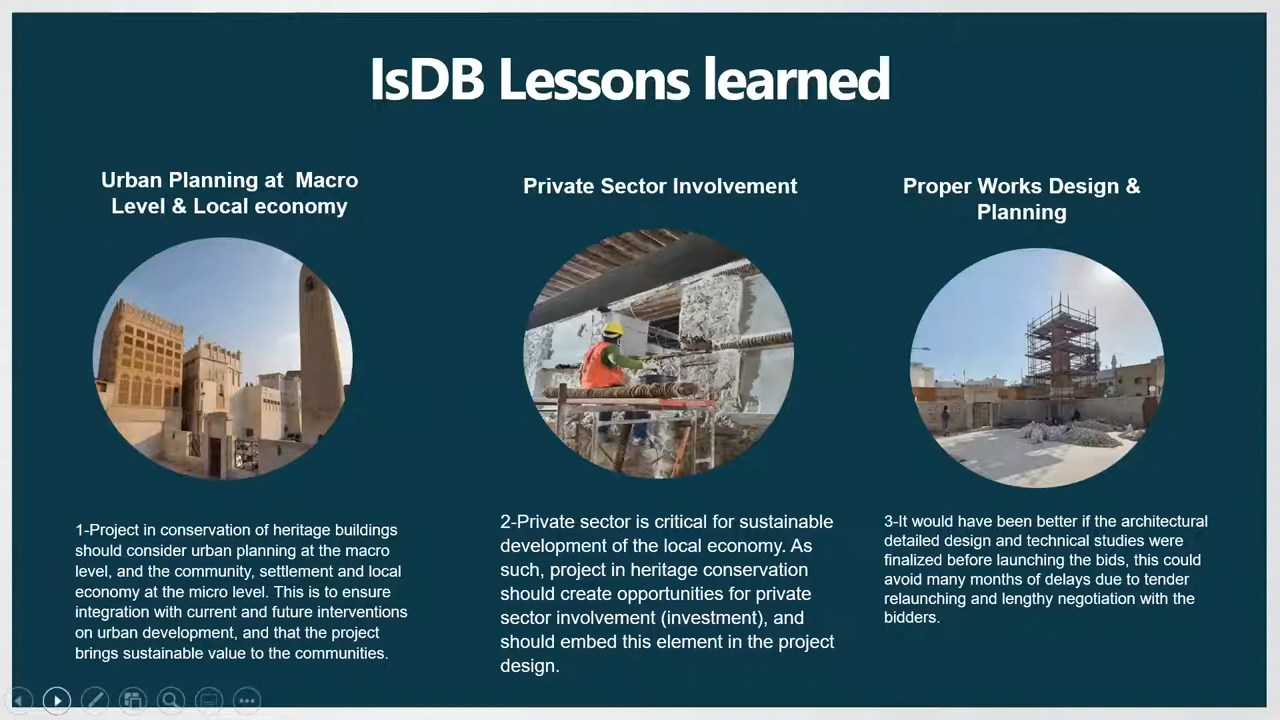 IsDB Lessons learned
Urban Planning at Macro
Level & Local economy
Private Sector Involvement
Proper Works Design &
Planning
1-Project in conservation of heritage buildings
should consider urban planning at the macro
level, and the community, settlement and local
economy at the micro level. This is to ensure
integration with current and future interventions
on urban development, and that the project
brings sustainable value to the communities.
2-Private sector is critical for sustainable
development of the local economy. As
such, project in heritage conservation
should create opportunities for private
sector involvement (investment), and
should embed this element in the project
design.
3-It would have been better if the architectural
detailed design and technical studies were
finalized before launching the bids, this could
avoid many months of delays due to tender
relaunching and lengthy negotiation with the
bidders.